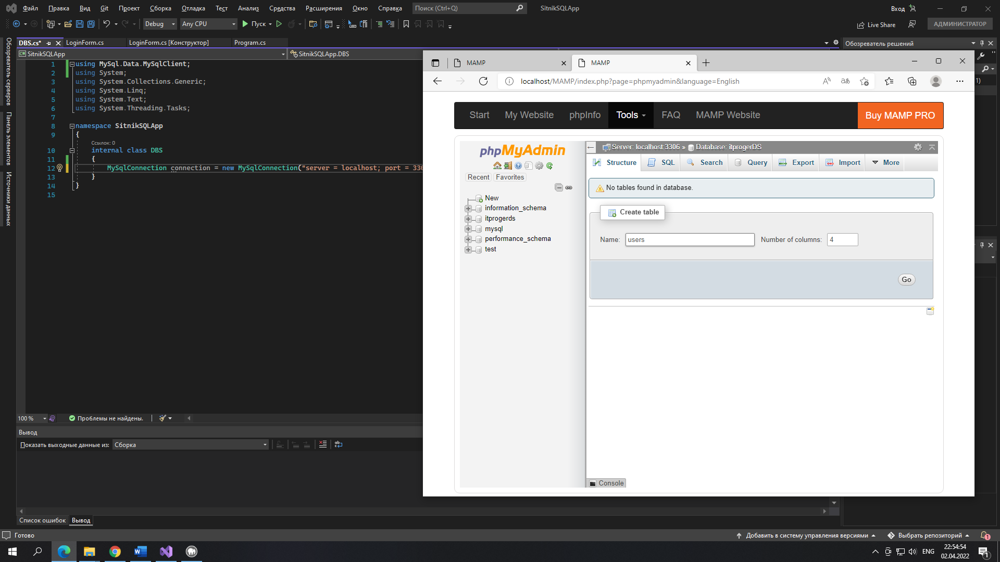 Файл Правка Вид Git Проект Сборка Отладка Тест Анализ Средства Расширения Окно Справка Поиск (Ctrl+Q) SitnikSQLApp Вход
Debug Any CPU Пуск Live Share АДМИНИСТРАТОР
DBS.cs* LoginForm.cs LoginForm.cs [Конструктор] Program.cs
Обозреватель решений
SitnikSQLApp SitnikSQLApp.DBS
Обозреватель серверов
Панель элементов
Источники данных
1 using MySql.Data.MySqlClient;
2 using System;
3 using System.Collections.Generic;
4 using System.Linq;
5 using System.Text;
6 using System.Threading.Tasks;
7
8 namespace SitnikSQLApp
9 {
Ссылок: 0
10 internal class DBS
11 {
12 MySqlConnection connection = new MySqlConnection("server = localhost; port = 330
13 }
14 }
15
100 % Проблемы не найдены.
Вывод
Показать выходные данные из: Сборка
Список ошибок Вывод
MAMP MAMP
localhost/MAMP/index.php?page=phpmyadmin&language=English
1)
Start My Website phpInfo Tools FAQ MAMP Website Buy MAMP PRO
phpMyAdmin
Recent Favorites
New
information_schema
itprogerds
mysql
performance_schema
test
Server: localhost:3306 » Database: itprogerDS
Structure SQL Search Query Export Import More
No tables found in database.
Create table
Name: users Number of columns: 4
Go
Console
Готово Добавить в систему управления версиями Выбрать репозиторий 1
ENG 22:54:54
02.04.2022 1